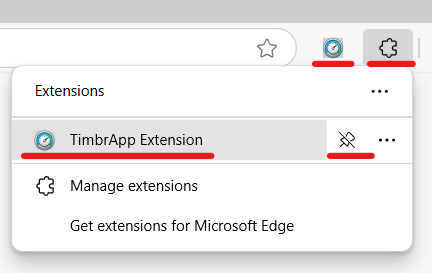 Extensions
TimbrApp Extension
Manage extensions
Get extensions for Microsoft Edge